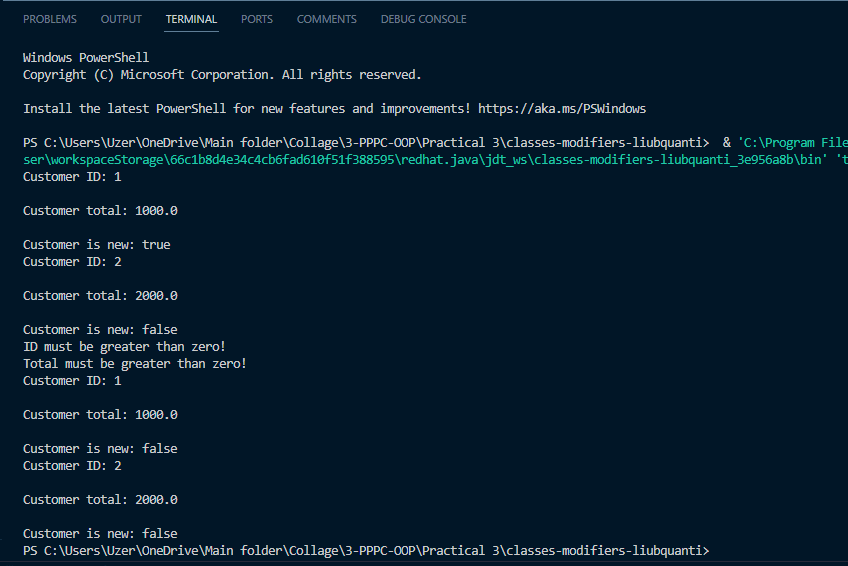 PROBLEMS OUTPUT TERMINAL PORTS COMMENTS DEBUG CONSOLE
Windows PowerShell
Copyright (C) Microsoft Corporation. All rights reserved.
Install the latest PowerShell for new features and improvements! https://aka.ms/PSWindows
PS C:\Users\Uzer\OneDrive\Main folder\Collage\3-PPPC-OOP\Practical 3\classes-modifiers-liubquanti>  & 'C:\Program File
ser\workspaceStorage\66c1b8d4e34c4cb6fad610f51f388595\redhat.java\jdt_ws\classes-modifiers-liubquanti_3e956a8b\bin' 't
Customer ID: 1
Customer total: 1000.0
Customer is new: true
Customer ID: 2
Customer total: 2000.0
Customer is new: false
ID must be greater than zero!
Total must be greater than zero!
Customer ID: 1
Customer total: 1000.0
Customer is new: false
Customer ID: 2
Customer total: 2000.0
Customer is new: false
PS C:\Users\Uzer\OneDrive\Main folder\Collage\3-PPPC-OOP\Practical 3\classes-modifiers-liubquanti>